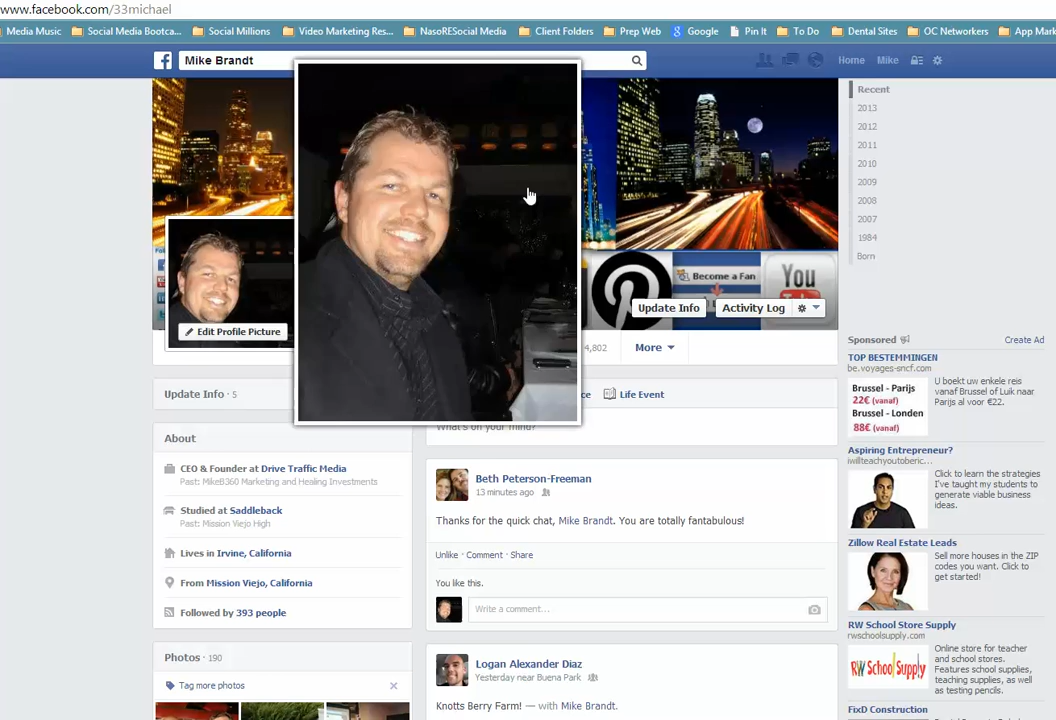 www.facebook.com/33michael
Media Music
Social Media Bootca...
Social Millions
Video Marketing Res...
NasoRESocial Media
Client Folders
Prep Web
Google
Pin It
To Do
Dental Sites
OC Networkers
App Mark
Mike Brandt
Home
Mike
Recent
2013
2012
2011
2010
2009
2008
2007
1984
Born
Become a Fan
You
Edit Profile Picture
Update Info
Activity Log
4,802
More
Update Info · 5
ce
Life Event
What's on your mind?
About
CEO & Founder at Drive Traffic Media
Past: MikeB360 Marketing and Healing Investments
Studied at Saddleback
Past: Mission Viejo High
Lives in Irvine, California
From Mission Viejo, California
Followed by 393 people
Photos · 190
Tag more photos
Beth Peterson-Freeman
13 minutes ago
Thanks for the quick chat, Mike Brandt. You are totally fantabulous!
Unlike · Comment · Share
You like this.
Write a comment...
Logan Alexander Diaz
Yesterday near Buena Park
Knotts Berry Farm! — with Mike Brandt.
Sponsored
Create Ad
TOP BESTEMMINGEN
be.voyages-sncf.com
Brussel - Parijs
22€ (vanaf)
Brussel - Londen
88€ (vanaf)
U boekt uw enkele reis
vanaf Brussel of Luik naar
Parijs al voor €22.
Aspiring Entrepreneur?
iwillteachyoutoberic...
Click to learn the strategies
I've taught my students to
generate viable business
ideas.
Zillow Real Estate Leads
Sell more houses in the ZIP
codes you want. Click to
get started!
RW School Store Supply
rwschoolsupply.com
RW School Supply
Online store for teacher
and school stores.
Features school supplies,
teaching supplies, as well
as testing pencils.
FixD Construction